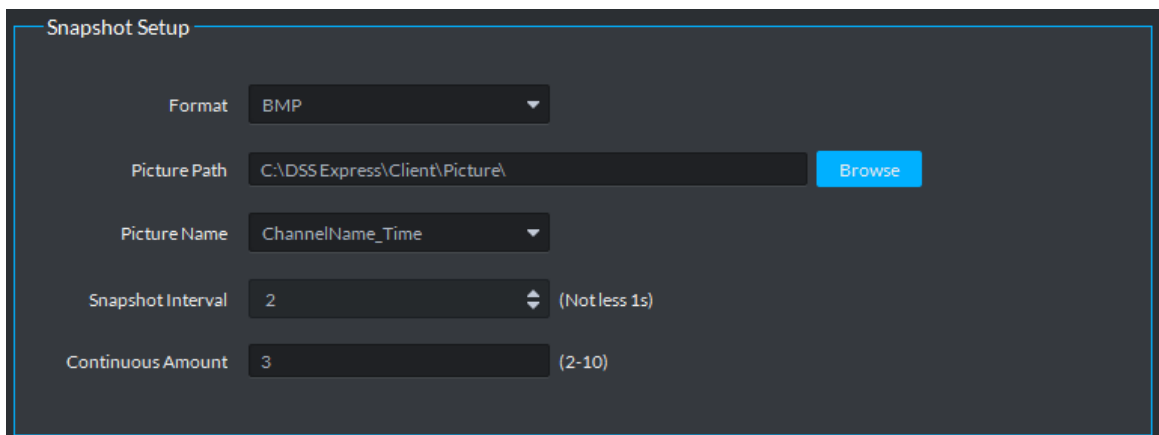 Snapshot Setup
Format BMP
Picture Path C:\DSS Express\Client\Picture\ Browse
Picture Name ChannelName_Time
Snapshot Interval 2 (Not less 1s)
Continuous Amount 3 (2-10)